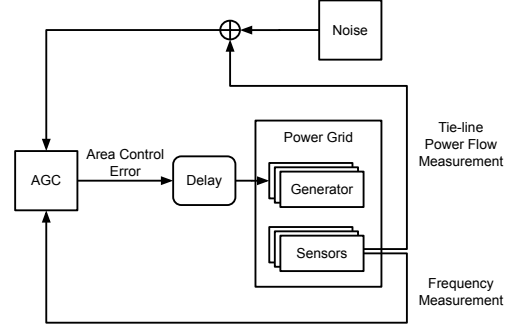 Noise
Tie-line
Power Flow
Measurement
Power Grid
Area Control
Error
AGC
Delay
Generator
Sensors
Frequency
Measurement